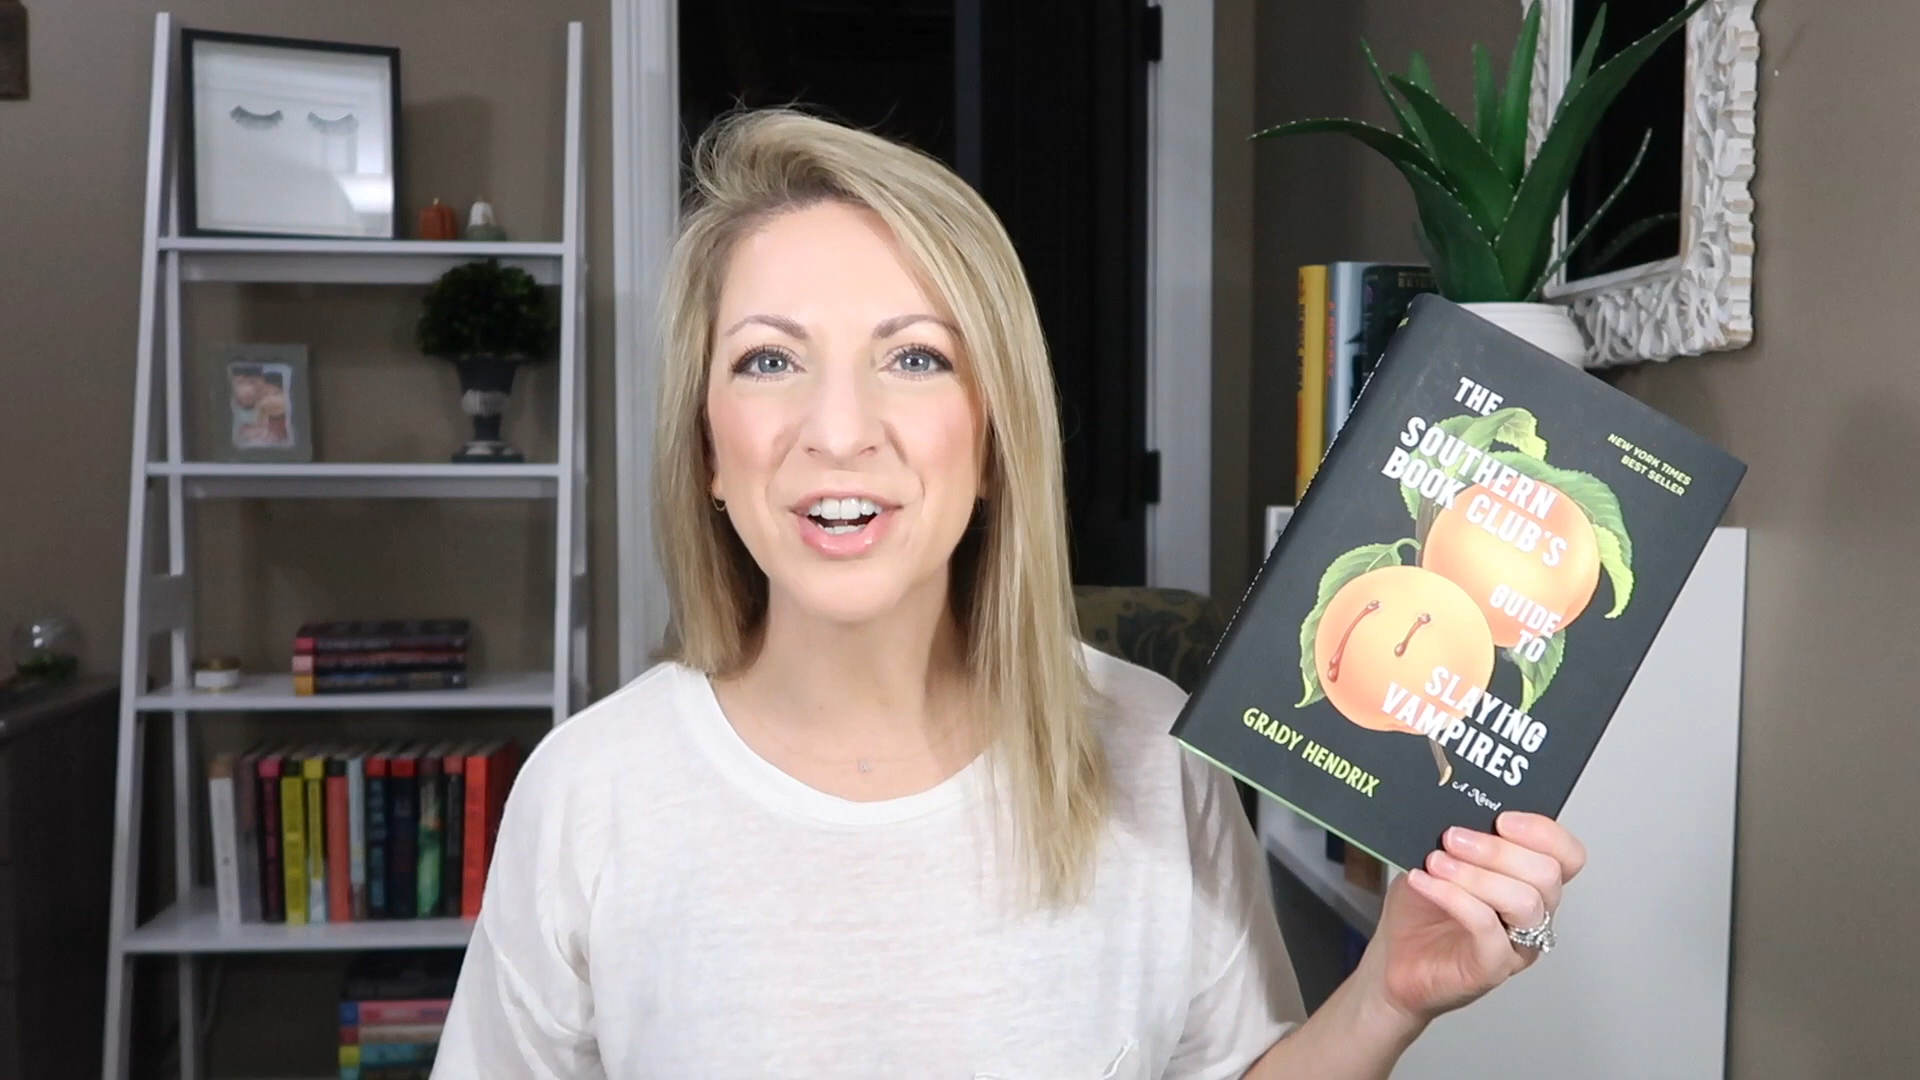 THE
SOUTHERN
BOOK CLUB'S
GUIDE
TO
SLAYING
VAMPIRES
A Novel
NEW YORK TIMES
BEST SELLER
GRADY HENDRIX